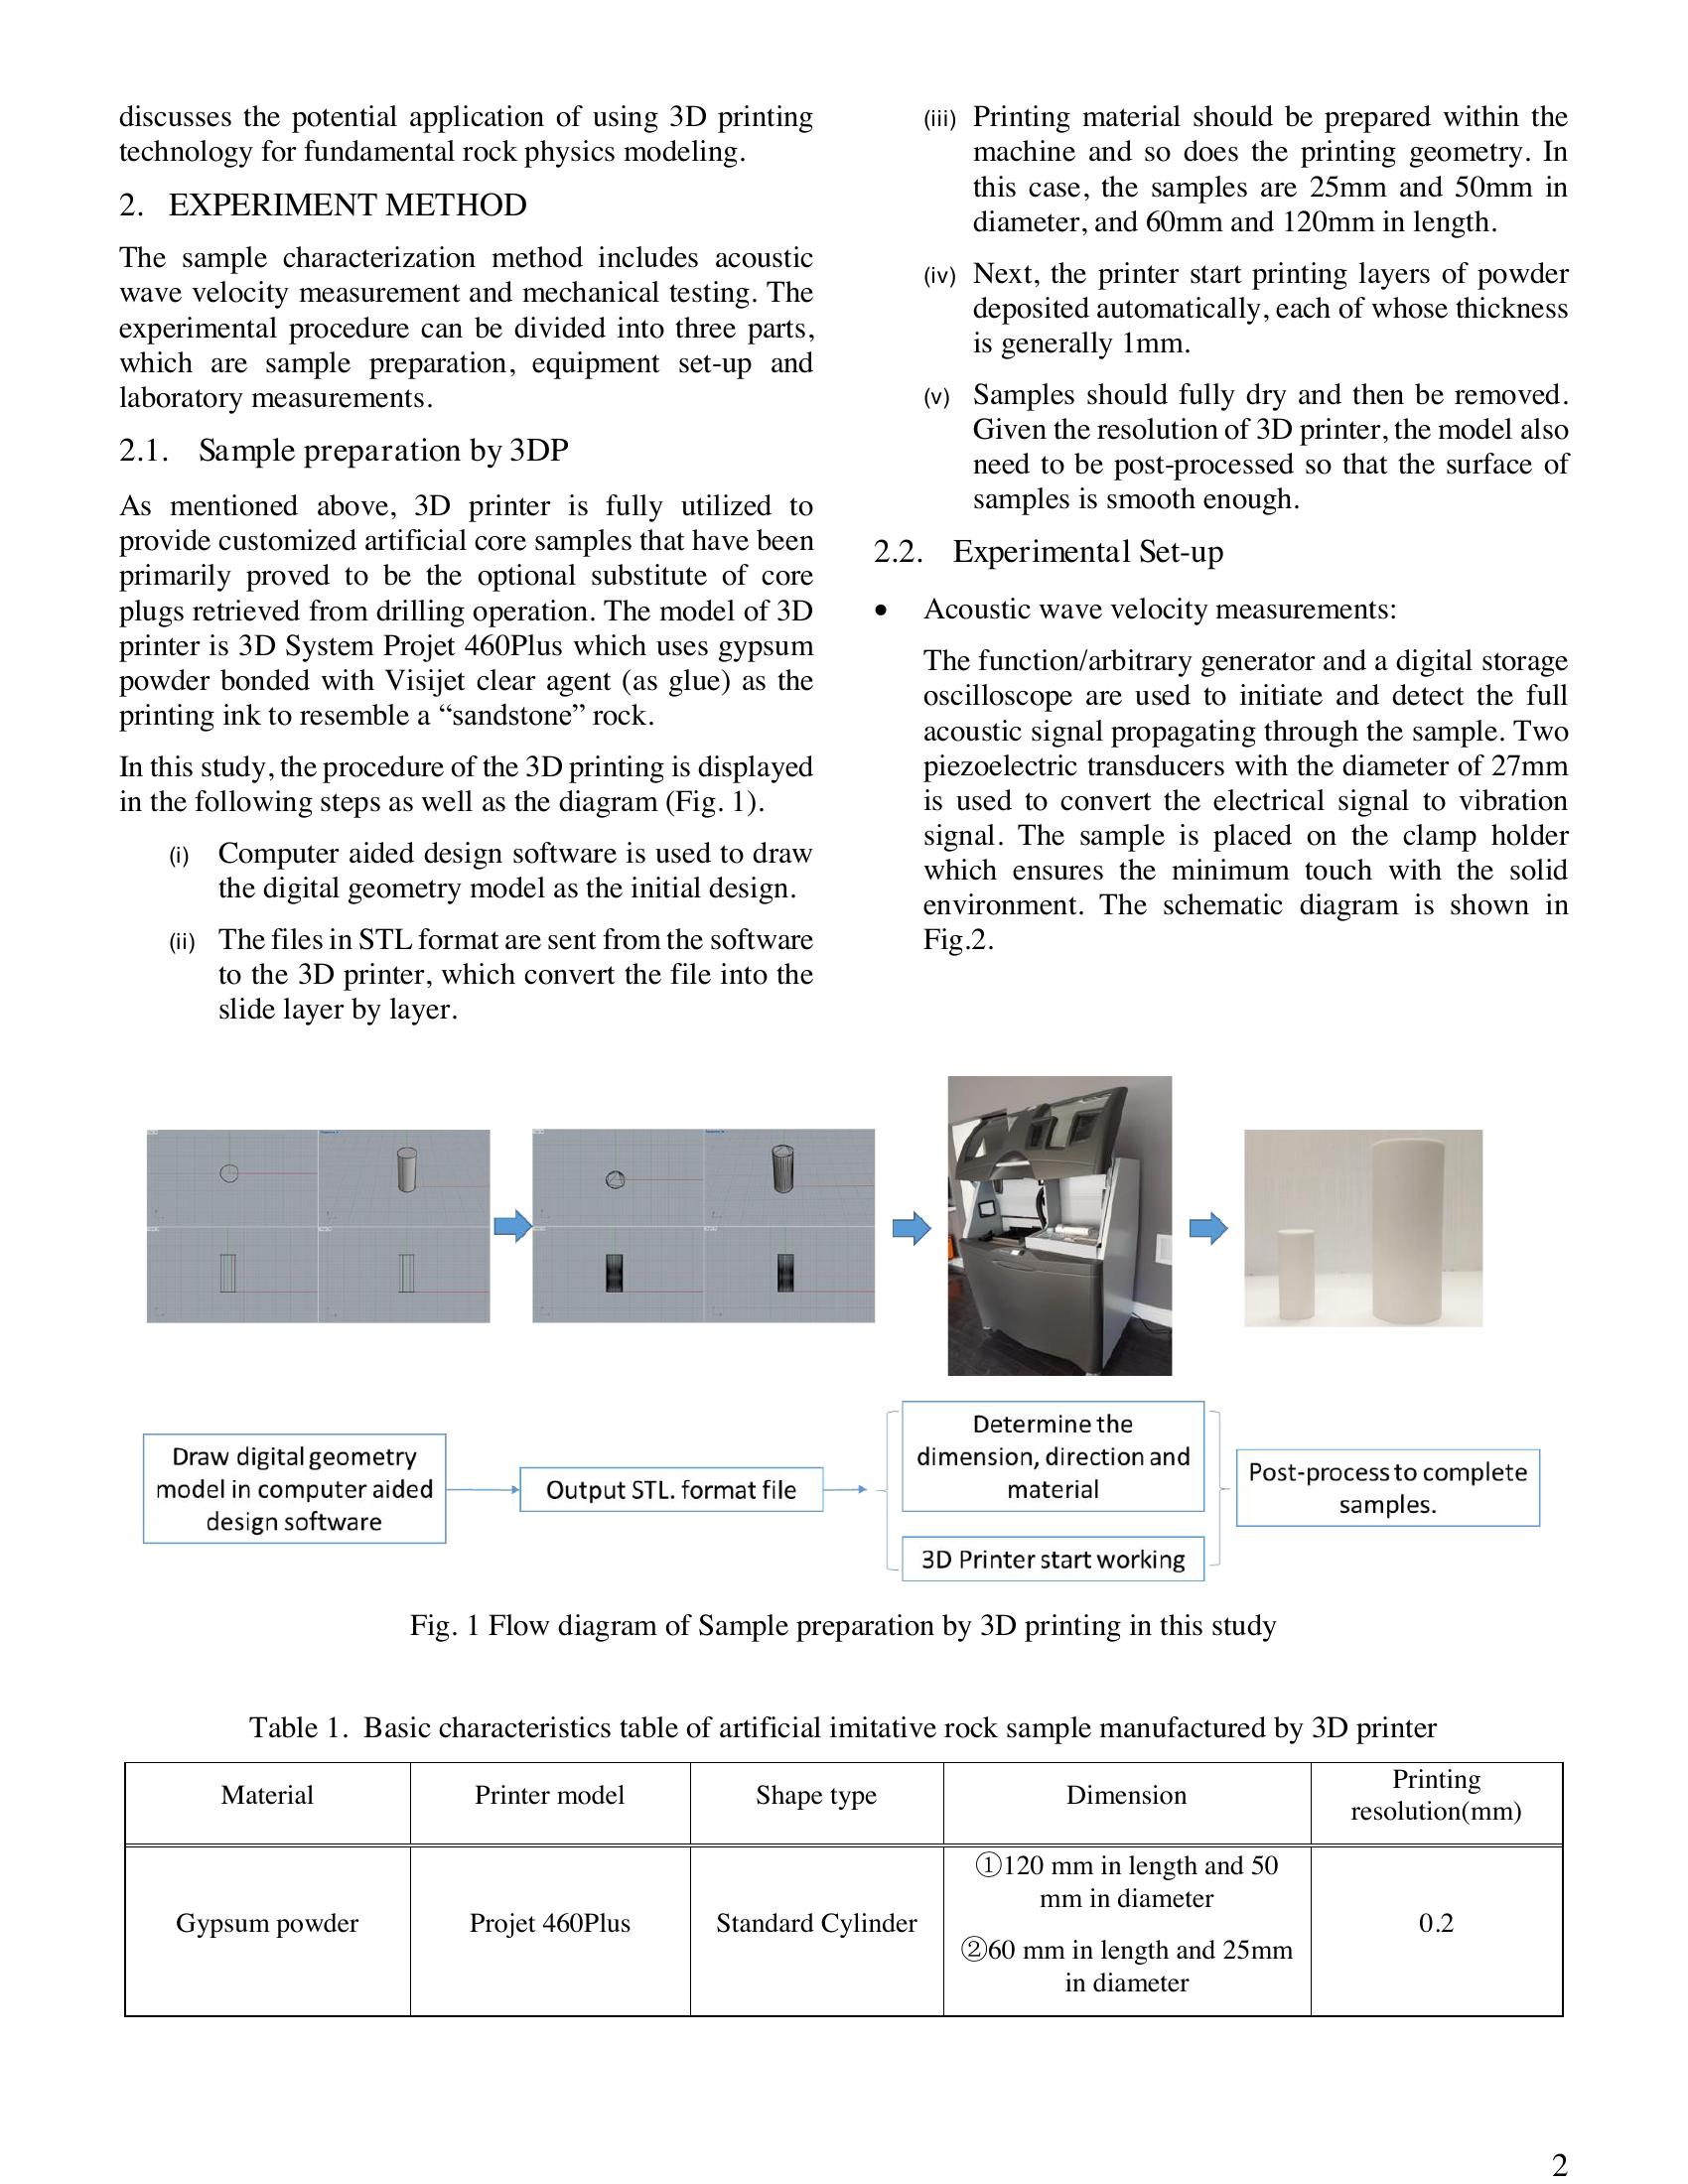 discusses the potential application of using 3D printing
technology for fundamental rock physics modeling.
2. EXPERIMENT METHOD
The sample characterization method includes acoustic
wave velocity measurement and mechanical testing. The
experimental procedure can be divided into three parts,
which are sample preparation, equipment set-up and
laboratory measurements.
2.1. Sample preparation by 3DP
As mentioned above, 3D printer is fully utilized to
provide customized artificial core samples that have been
primarily proved to be the optional substitute of core
plugs retrieved from drilling operation. The model of 3D
printer is 3D System Projet 460Plus which uses gypsum
powder bonded with Visijet clear agent (as glue) as the
printing ink to resemble a “sandstone” rock.
In this study, the procedure of the 3D printing is displayed
in the following steps as well as the diagram (Fig. 1).
(i) Computer aided design software is used to draw
the digital geometry model as the initial design.
(ii) The files in STL format are sent from the software
to the 3D printer, which convert the file into the
slide layer by layer.
(iii) Printing material should be prepared within the
machine and so does the printing geometry. In
this case, the samples are 25mm and 50mm in
diameter, and 60mm and 120mm in length.
(iv) Next, the printer start printing layers of powder
deposited automatically, each of whose thickness
is generally 1mm.
(v) Samples should fully dry and then be removed.
Given the resolution of 3D printer, the model also
need to be post-processed so that the surface of
samples is smooth enough.
2.2. Experimental Set-up
• Acoustic wave velocity measurements:
The function/arbitrary generator and a digital storage
oscilloscope are used to initiate and detect the full
acoustic signal propagating through the sample. Two
piezoelectric transducers with the diameter of 27mm
is used to convert the electrical signal to vibration
signal. The sample is placed on the clamp holder
which ensures the minimum touch with the solid
environment. The schematic diagram is shown in
Fig.2.
Draw digital geometry
model in computer aided
design software
Output STL. format file
Determine the
dimension, direction and
material
3D Printer start working
Post-process to complete
samples.
Fig. 1 Flow diagram of Sample preparation by 3D printing in this study
Table 1. Basic characteristics table of artificial imitative rock sample manufactured by 3D printer
Material Printer model Shape type Dimension Printing
resolution(mm)
Gypsum powder Projet 460Plus Standard Cylinder ①120 mm in length and 50
mm in diameter
②60 mm in length and 25mm
in diameter
0.2
2